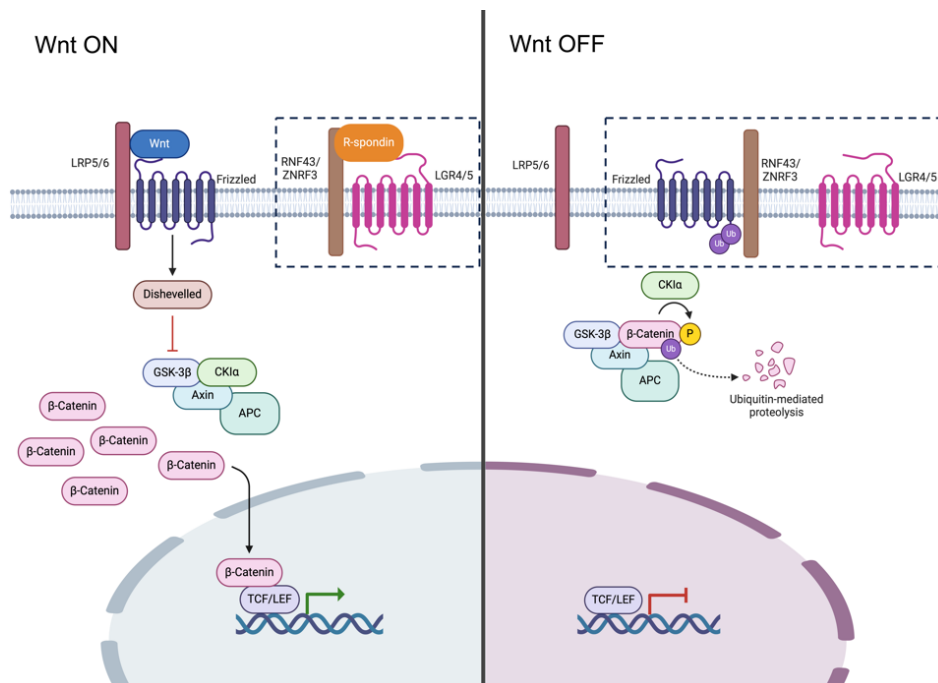 Wnt ON
Wnt
LRP5/6
Frizzled
R-spondin
RNF43/
ZNRF3
LGR4/5
Dishevelled
GSK-3β
CKIα
Axin
APC
β-Catenin
β-Catenin
β-Catenin
β-Catenin
β-Catenin
β-Catenin
TCF/LEF
Wnt OFF
LRP5/6
Frizzled
RNF43/
ZNRF3
LGR4/5
Ub
Ub
CKIα
GSK-3β
β-Catenin
P
Ub
Axin
APC
Ubiquitin-mediated
proteolysis
TCF/LEF